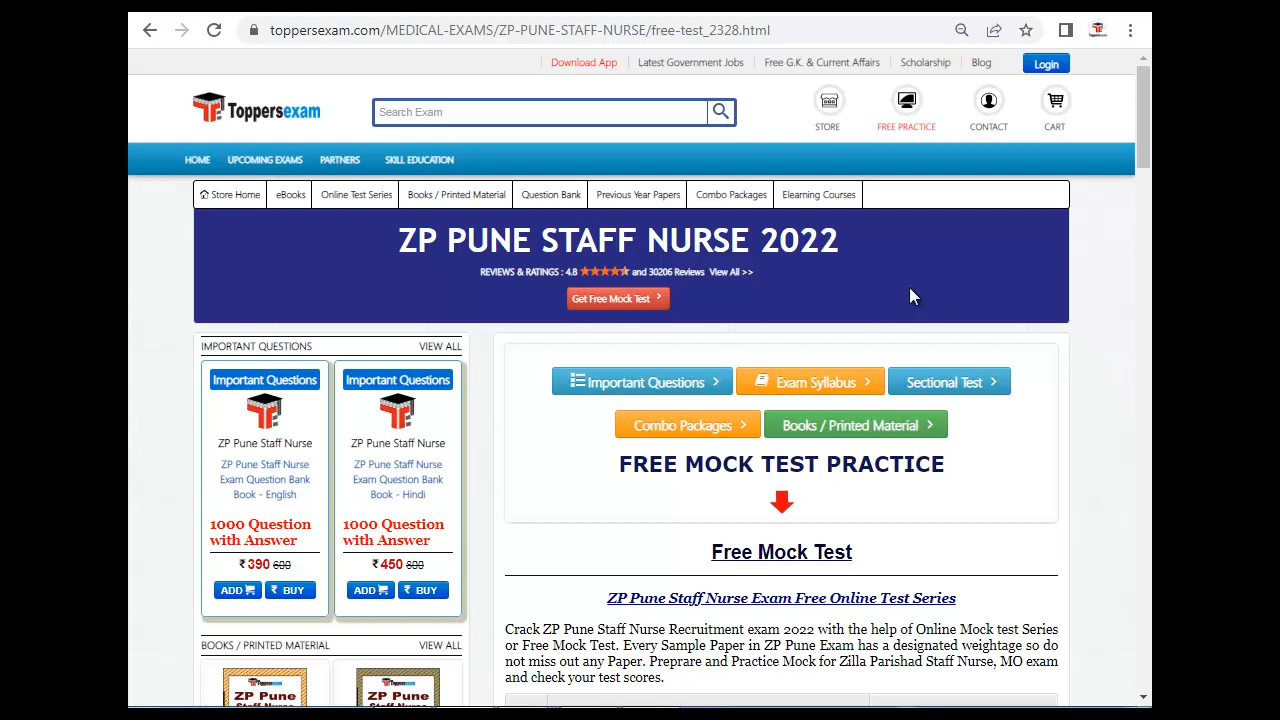 toppersexam.com/MEDICAL-EXAMS/ZP-PUNE-STAFF-NURSE/free-test_2328.html
Download App Latest Government Jobs Free G.K. & Current Affairs Scholarship Blog Login
Toppersexam
Search Exam
STORE FREE PRACTICE CONTACT CART
HOME UPCOMING EXAMS PARTNERS SKILL EDUCATION
Store Home eBooks Online Test Series Books / Printed Material Question Bank Previous Year Papers Combo Packages Elearning Courses
ZP PUNE STAFF NURSE 2022
REVIEWS & RATINGS : 4.8 and 30206 Reviews View All >>
Get Free Mock Test
IMPORTANT QUESTIONS VIEW ALL
Important Questions
ZP Pune Staff Nurse
ZP Pune Staff Nurse
Exam Question Bank
Book - English
1000 Question
with Answer
₹ 390 600
ADD ₹ BUY
Important Questions
ZP Pune Staff Nurse
ZP Pune Staff Nurse
Exam Question Bank
Book - Hindi
1000 Question
with Answer
₹ 450 800
ADD ₹ BUY
BOOKS / PRINTED MATERIAL VIEW ALL
Toppersexam
ZP Pune
Toppersexam
ZP Pune
Important Questions Exam Syllabus Sectional Test
Combo Packages Books / Printed Material
FREE MOCK TEST PRACTICE
Free Mock Test
ZP Pune Staff Nurse Exam Free Online Test Series
Crack ZP Pune Staff Nurse Recruitment exam 2022 with the help of Online Mock test Series
or Free Mock Test. Every Sample Paper in ZP Pune Exam has a designated weightage so do
not miss out any Paper. Preprare and Practice Mock for Zilla Parishad Staff Nurse, MO exam
and check your test scores.